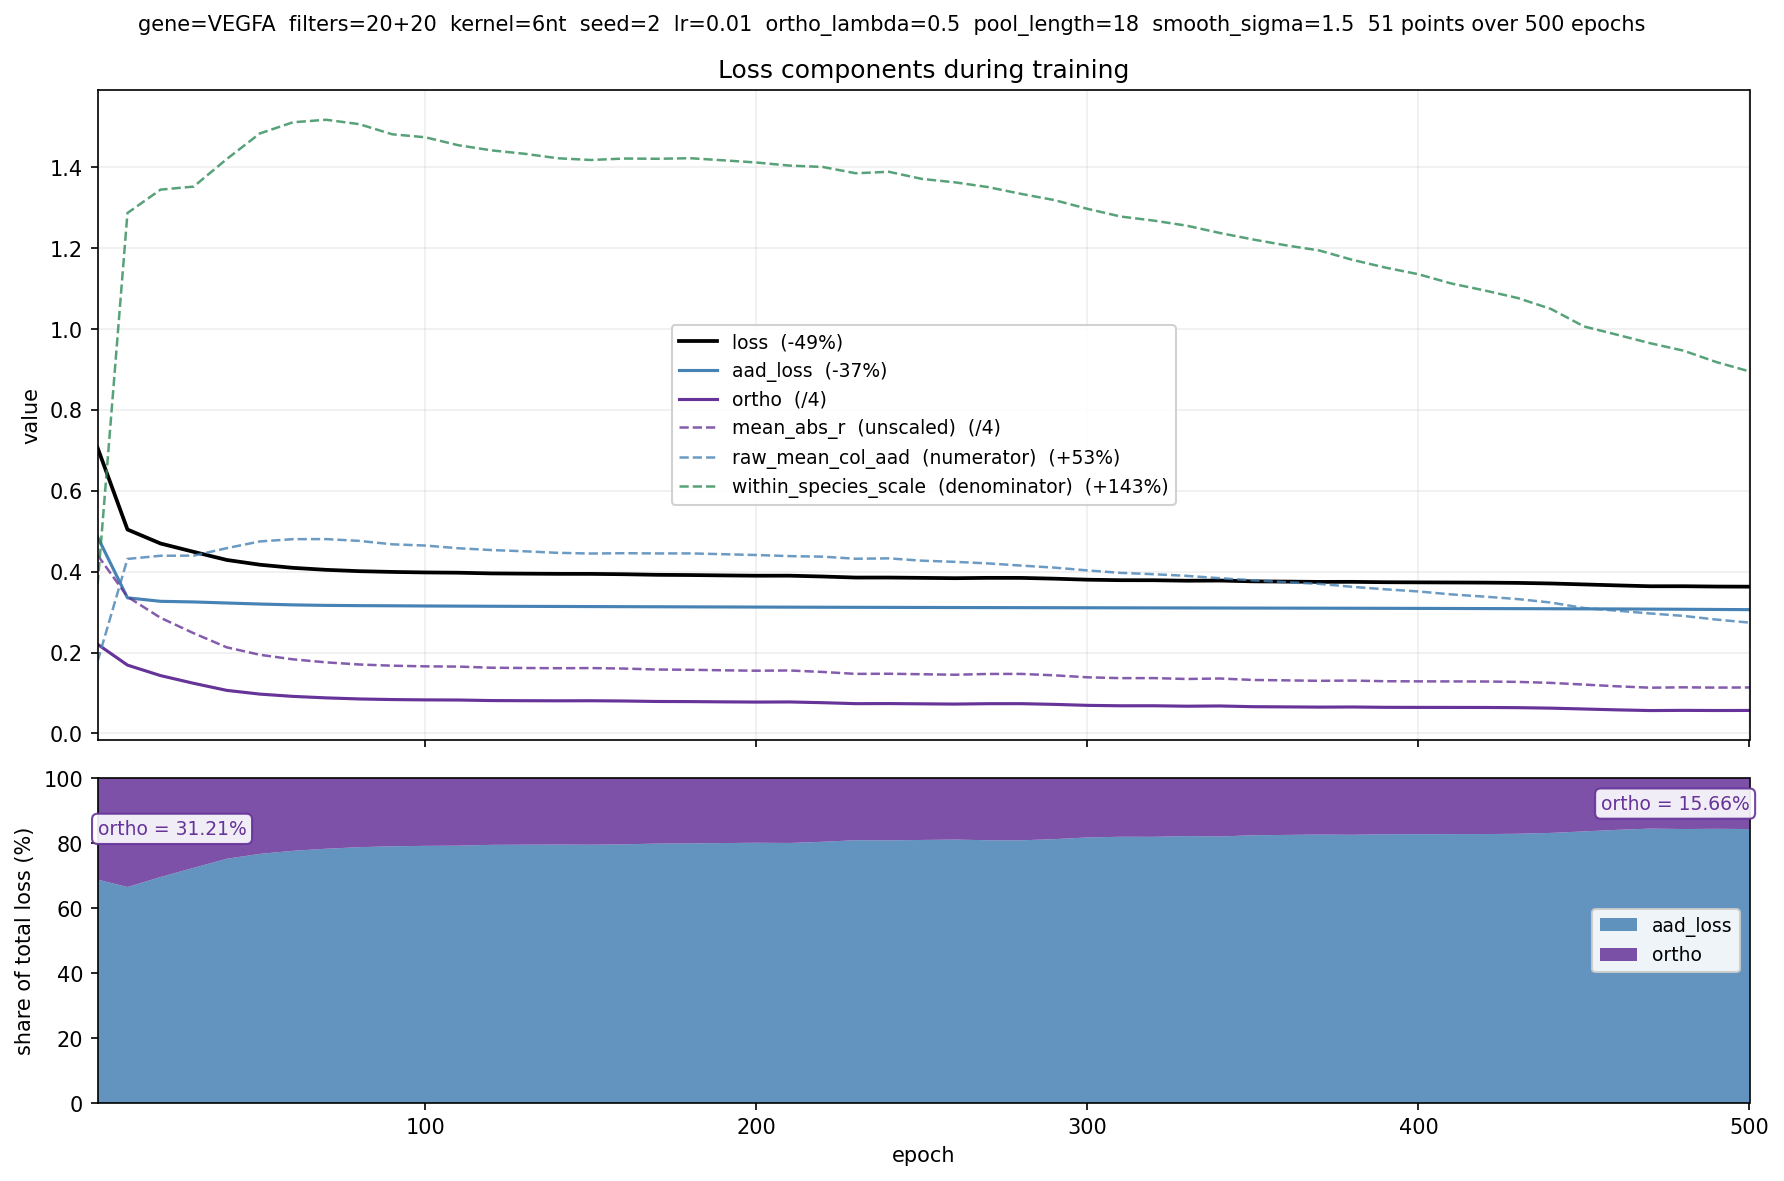 gene=VEGFA  filters=20+20  kernel=6nt  seed=2  lr=0.01  ortho_lambda=0.5  pool_length=18  smooth_sigma=1.5  51 points over 500 epochs
Loss components during training
1.4
1.2
1.0
0.8
0.6
0.4
0.2
0.0
value
loss  (-49%)
aad_loss  (-37%)
ortho  (/4)
mean_abs_r  (unscaled)  (/4)
raw_mean_col_aad  (numerator)  (+53%)
within_species_scale  (denominator)  (+143%)
100
80
60
40
20
0
share of total loss (%)
ortho = 31.21%
ortho = 15.66%
aad_loss
ortho
100
200
300
400
500
epoch